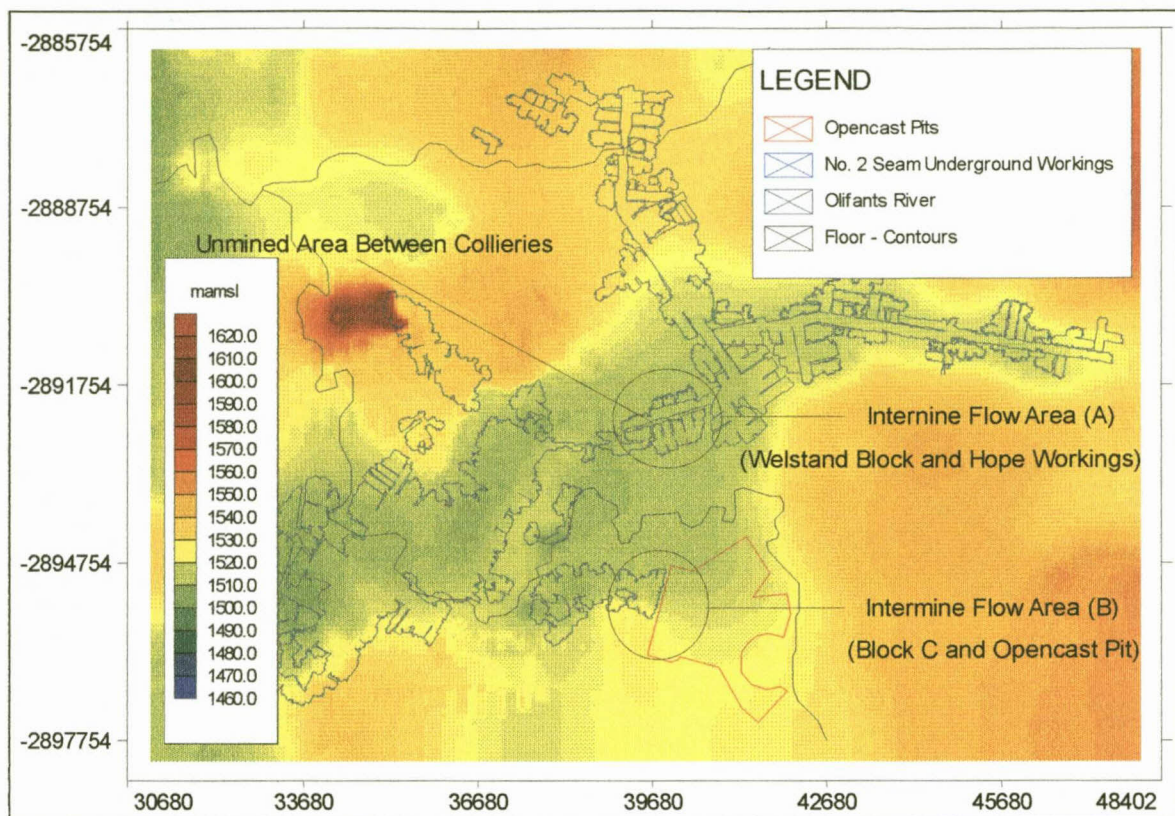 -2885754
-2888754
-2891754
-2894754
-2897754
LEGEND
Opencast Pits
No. 2 Seam Underground Workings
Olifants River
Floor - Contours
Unmined Area Between Collieries
mamsl
1620.0
1610.0
1600.0
1590.0
1580.0
1570.0
1560.0
1550.0
1540.0
1530.0
1520.0
1510.0
1500.0
1490.0
1480.0
1470.0
1460.0
Internine Flow Area (A)
(Welstand Block and Hope Workings)
Intermine Flow Area (B)
(Block C and Opencast Pit)
30680 33680 36680 39680 42680 45680 48402